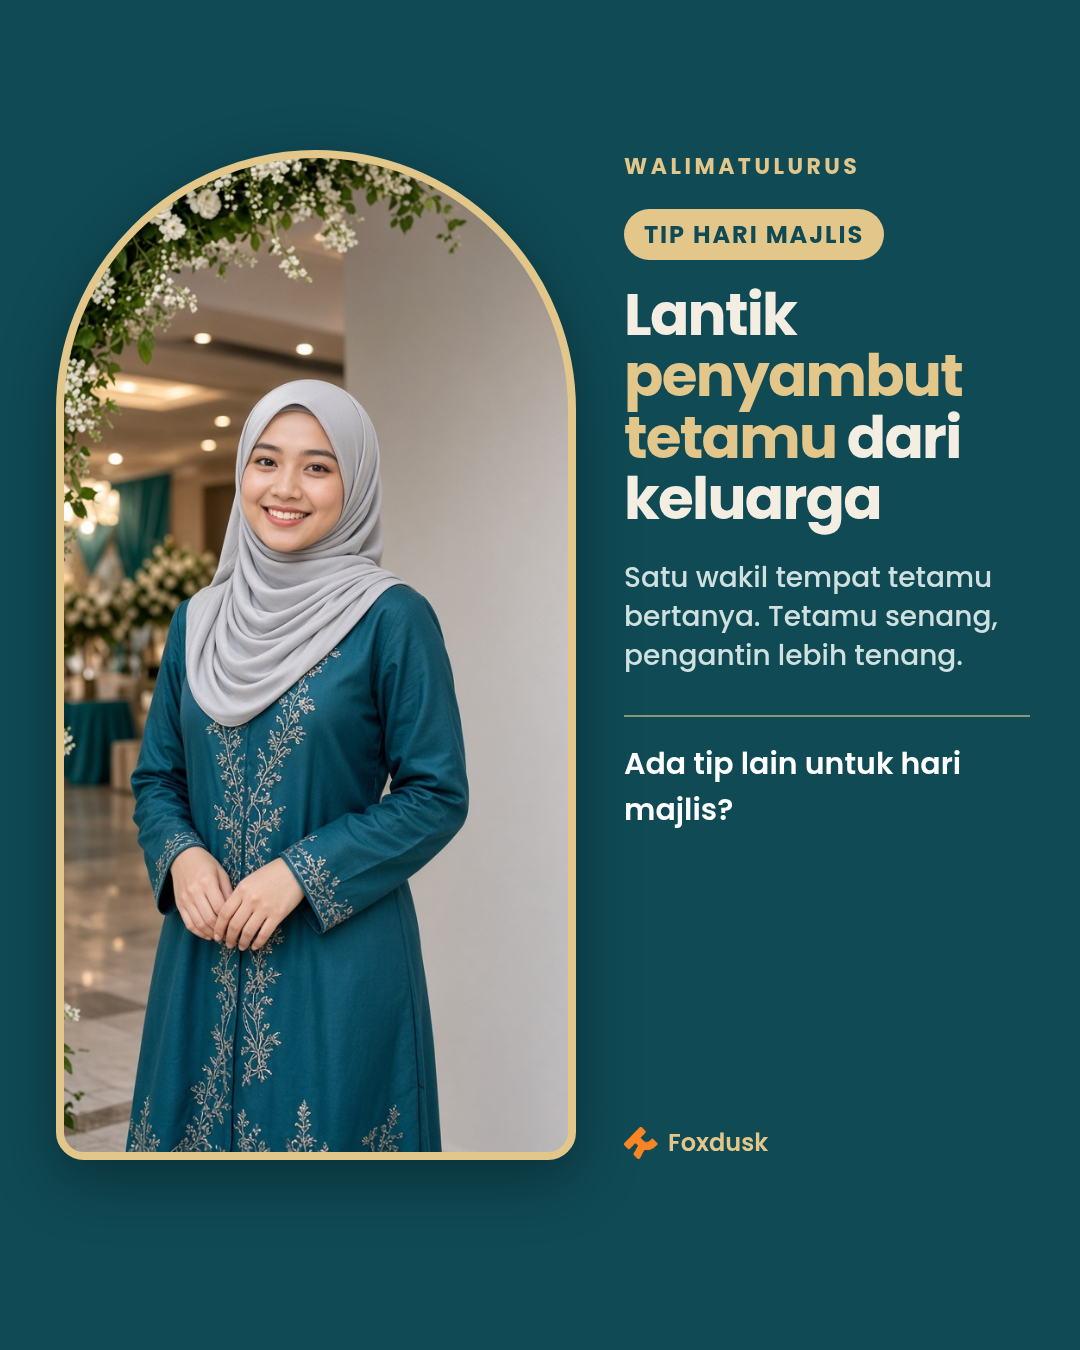 WALIMATULURUS
TIP HARI MAJLIS
Lantik
penyambut
tetamu dari
keluarga
Satu wakil tempat tetamu
bertanya. Tetamu senang,
pengantin lebih tenang.
Ada tip lain untuk hari
majlis?
Foxdusk